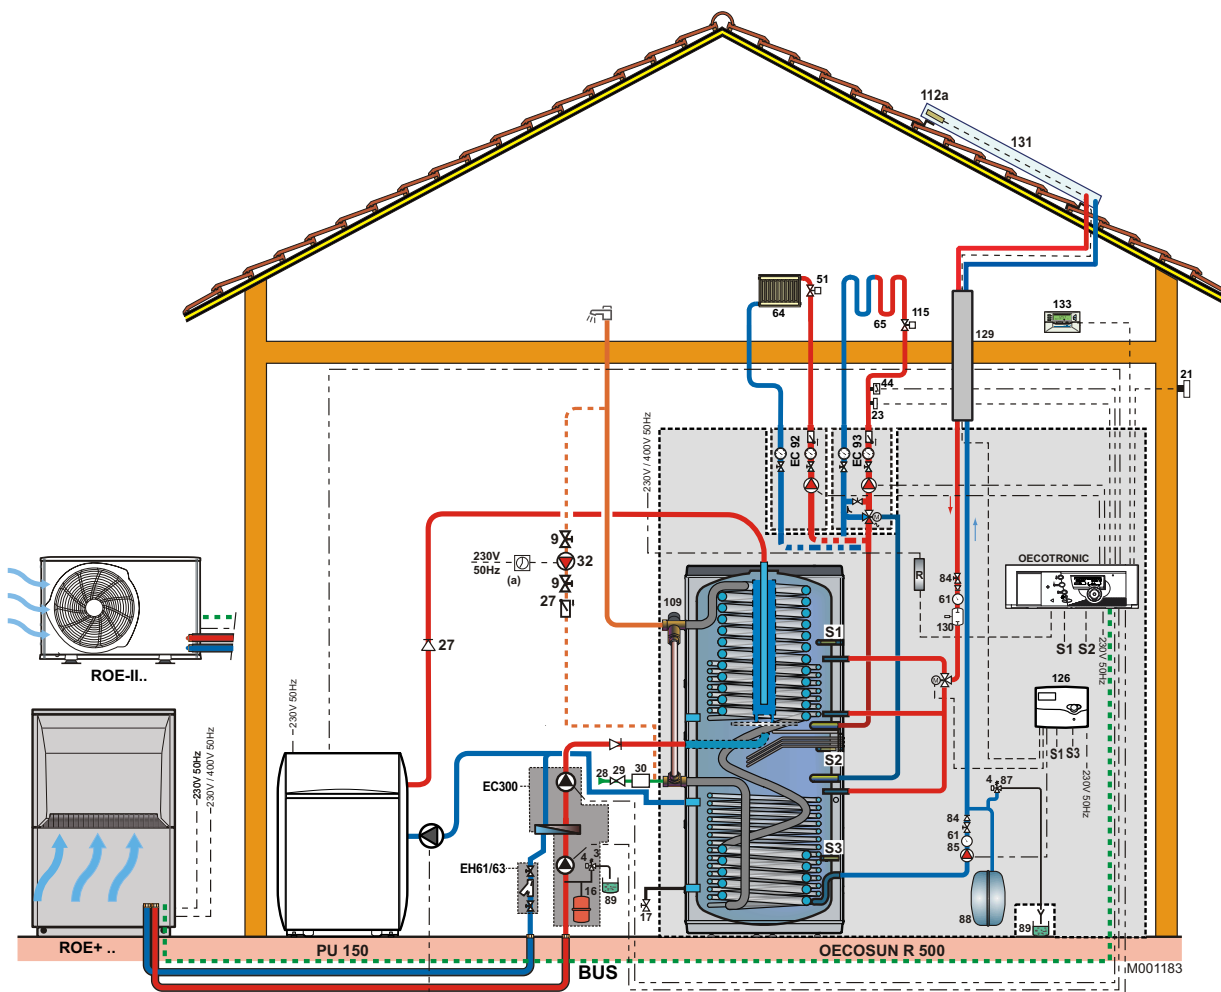 112a
131
51
64
65
115
129
133
21
44
23
230V / 400V 50Hz
EC 92
EC 93
M
9
230V
50Hz
(a)
32
9
27
R
84
61
130
OECOTRONIC
S1 S2
230V 50Hz
109
S1
27
M
126
S1 S3
230V 50Hz
ROE-II..
230V 50Hz
230V 50Hz
230V/400V 50Hz
S2
28
29
30
EC300
4
87
84
61
85
S3
EH61/63
4
3
16
89
17
88
89
ROE+ ..
PU 150
OECOSUN R 500
BUS
M001183